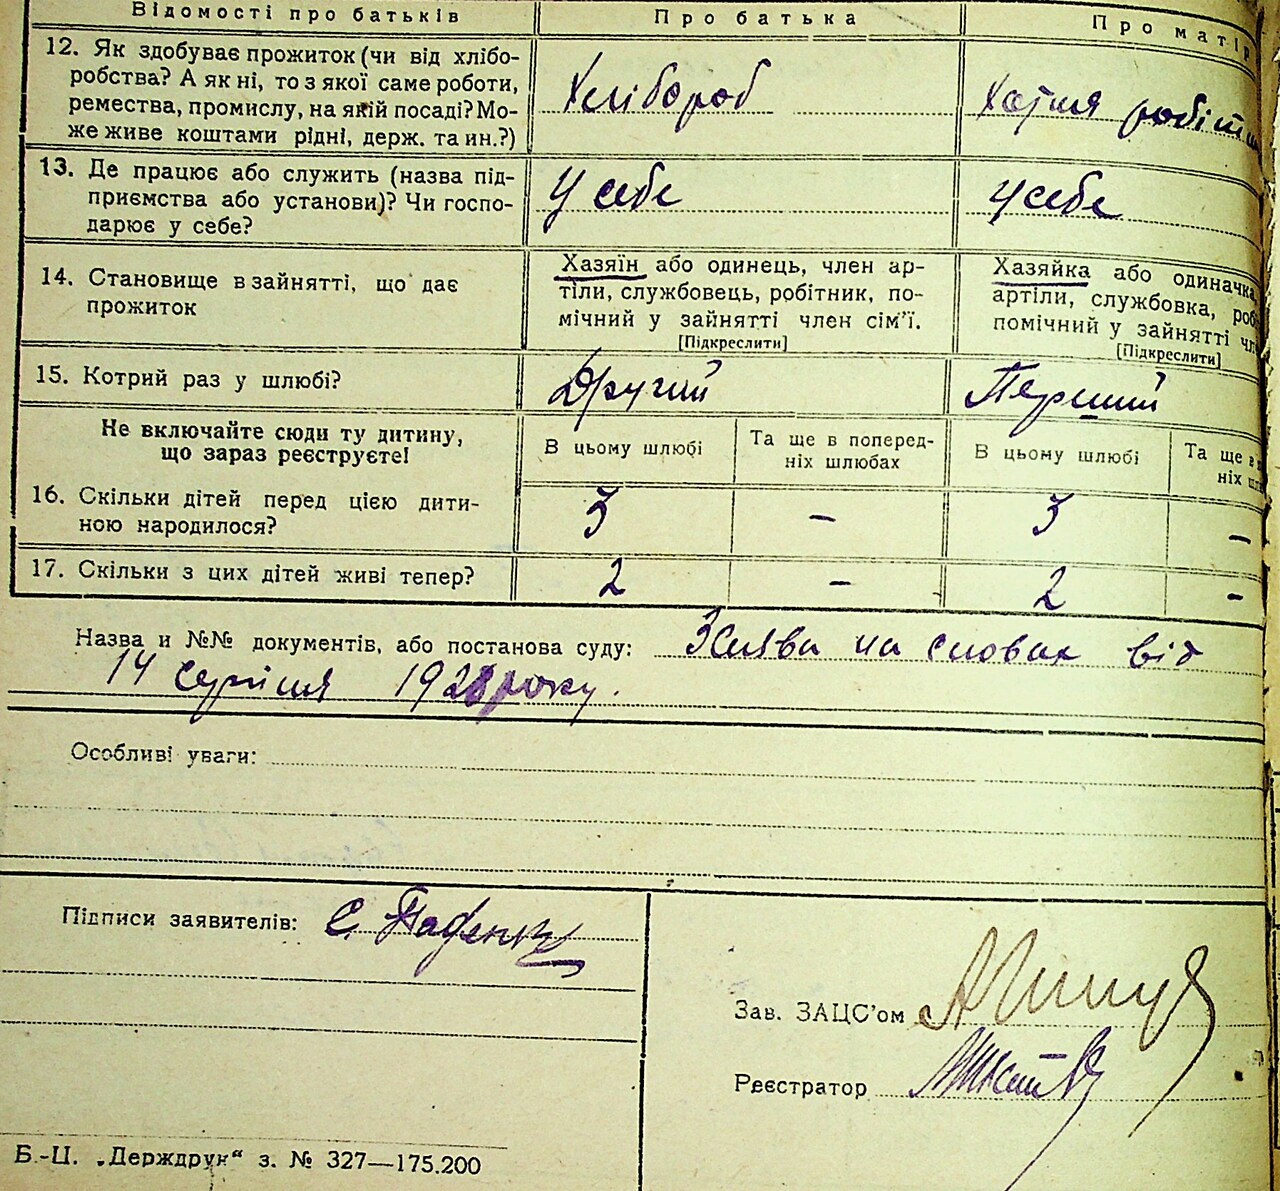 Відомості про батьків Про батька Про матір
12. Як здобуває прожиток (чи від хлібо-
робства? А як ні, то з якої саме роботи,
ремества, промислу, на якій посаді? Мо-
же живе коштами рідні, держ. та ин.?)
Хлібороб
Хатня робітн
13. Де працює або служить (назва під-
приємства або установи)? Чи госпо-
дарює у себе?
У себе
У себе
14. Становище в зайнятті, що дає
прожиток
Хазяїн або одинець, член ар-
тіли, службовець, робітник, по-
мічний у зайнятті член сім'ї.
[Підкреслити]
Хазяйка або одиначка,
артіли, службовка, роб
помічний у зайнятті чл
[Підкреслити]
15. Котрий раз у шлюбі?
Другий
Перший
Не включайте сюди ту дитину,
що зараз реєструєте!
В цьому шлюбі
Та ще в поперед-
ніх шлюбах
В цьому шлюбі
Та ще в
ніх шл
16. Скільки дітей перед цією дити-
ною народилося?
3 – 3 –
17. Скільки з цих дітей живі тепер? 2 – 2 –
Назва и №№ документів, або постанова суду: Заява на словах від
14 серпня 1928 року.
Особливі уваги:
Підписи заявителів: С.
Зав. ЗАЦС'ом
Реєстратор
Б.-Ц. „Держдрук“ з. № 327—175.200